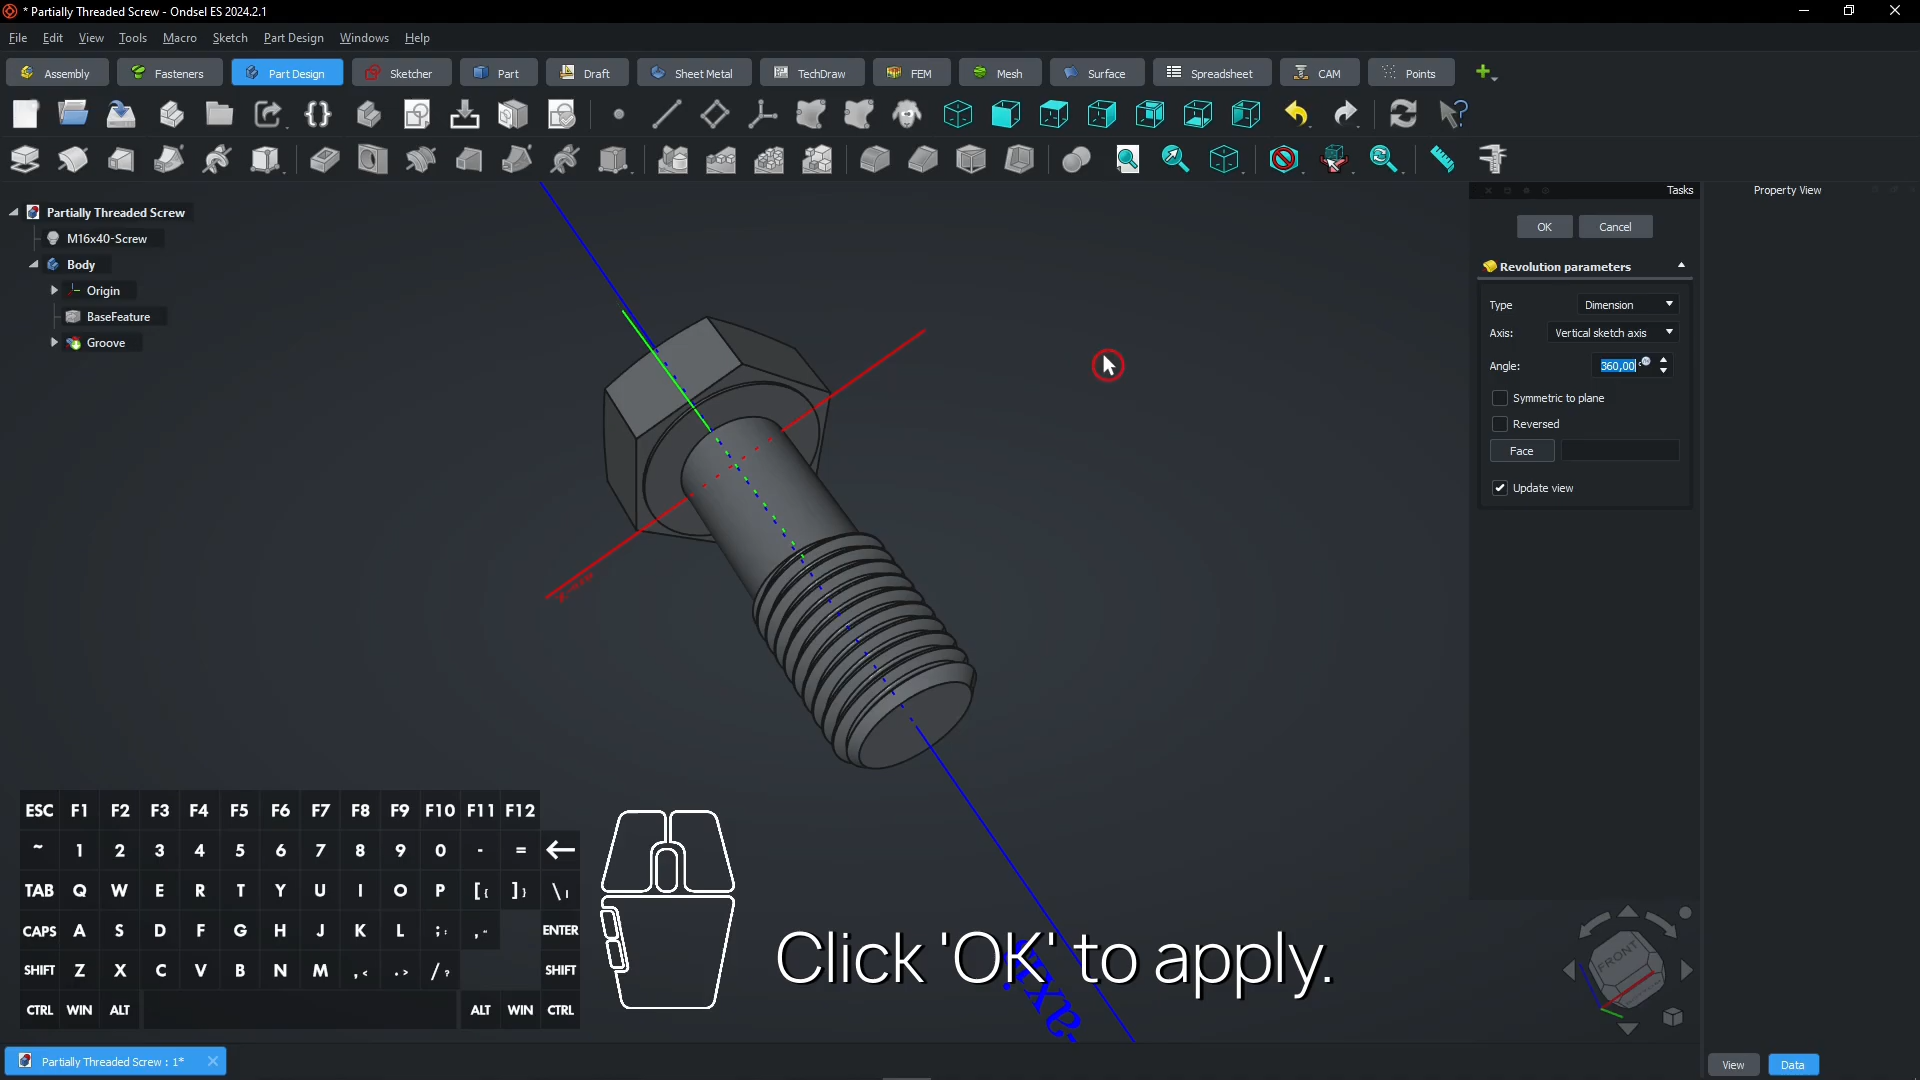 * Partially Threaded Screw - Ondsel ES 2024.2.1
File Edit View Tools Macro Sketch Part Design Windows Help
Assembly Fasteners Part Design Sketcher Part Draft Sheet Metal TechDraw FEM Mesh Surface Spreadsheet CAM Points
Tasks
Property View
Partially Threaded Screw
M16x40-Screw
Body
Origin
BaseFeature
Groove
OK Cancel
Revolution parameters
Type Dimension
Axis: Vertical sketch axis
Angle: 360,00 °
Symmetric to plane
Reversed
Face
Update view
ESC F1 F2 F3 F4 F5 F6 F7 F8 F9 F10 F11 F12
~ 1 2 3 4 5 6 7 8 9 0 - =
TAB Q W E R T Y U I O P [{ ]} \|
CAPS A S D F G H J K L ;: ," ENTER
SHIFT Z X C V B N M ,< .> /? SHIFT
CTRL WIN ALT ALT WIN CTRL
Click 'OK' to apply.
FRONT
Partially Threaded Screw : 1*
View Data